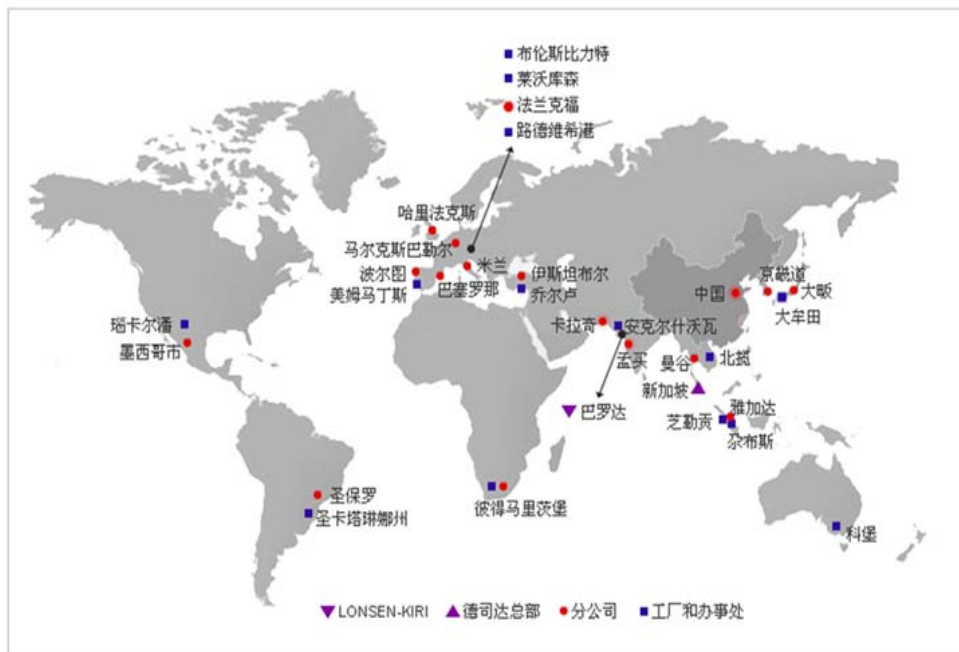 布伦斯比力特
莱沃库森
法兰克福
路德维希港
哈里法克斯
马尔克斯巴勒尔
波尔图
米兰
伊斯坦布尔
美姆马丁斯
巴塞罗那
乔尔卢
中国
京畿道
大畈
大牟田
瑙卡尔潘
墨西哥市
卡拉奇
安克尔什沃瓦
孟买
曼谷
北揽
新加坡
巴罗达
雅加达
芝勒贡
尕布斯
圣保罗
圣卡塔琳娜州
彼得马里茨堡
科堡
LONSEN-KIRI
德司达总部
分公司
工厂和办事处